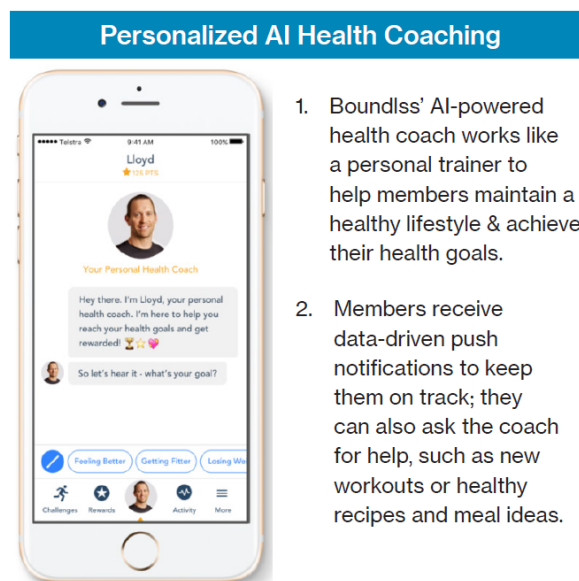 Personalized AI Health Coaching
Telstra
9:41 AM
100%
Lloyd
125 PTS
Your Personal Health Coach
Hey there. I'm Lloyd, your personal
health coach. I'm here to help you
reach your health goals and get
rewarded! 🏆⭐💖
So let's hear it - what's your goal?
Feeling Better
Getting Fitter
Losing We
Challenges
Rewards
Activity
More
1. Boundlss' AI-powered
health coach works like
a personal trainer to
help members maintain a
healthy lifestyle & achieve
their health goals.
2. Members receive
data-driven push
notifications to keep
them on track; they
can also ask the coach
for help, such as new
workouts or healthy
recipes and meal ideas.